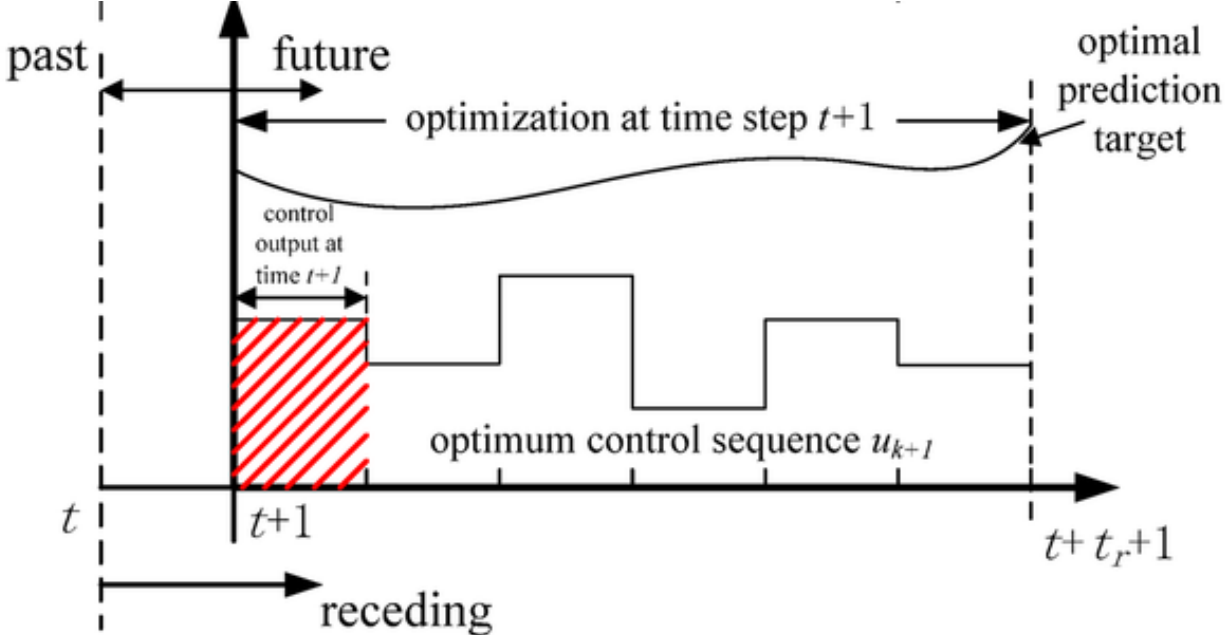 past
future
optimal
prediction
target
optimization at time step t+1
control
output at
time t+1
optimum control sequence uₖ₊₁
t
t+1
t+ tᵣ+1
receding